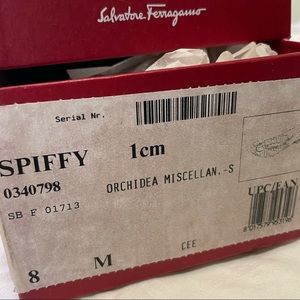 Salvatore Ferragamo
Serial Nr.
SPIFFY 1cm
0340798
ORCHIDEA MISCELLAN.-S
SB F 01713
UPC/EAN
8 M CEE